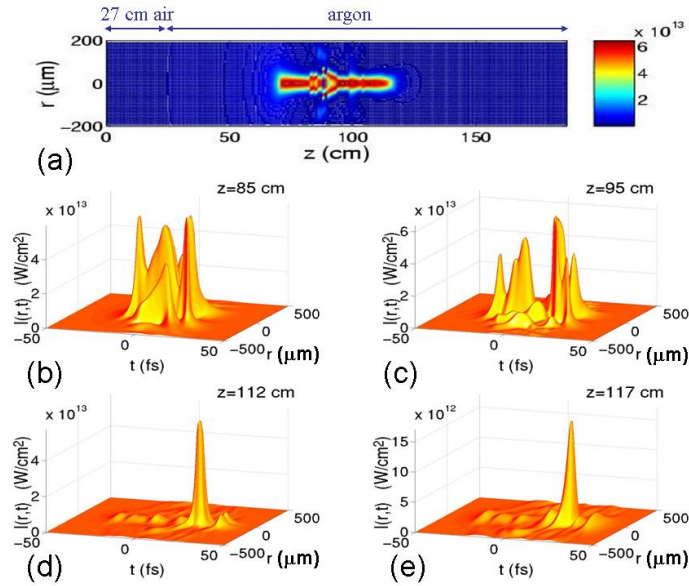 27 cm air argon
x 10^13
200
0
-200
r (μm)
6
4
2
0 50 100 150
z (cm)
(a)
z=85 cm
x 10^13
I(r,t) (W/cm²)
4
2
0
-50
0
50
t (fs)
-500
0
500
r (μm)
(b)
z=95 cm
x 10^13
I(r,t) (W/cm²)
6
4
2
0
-50
0
50
t (fs)
-500
0
500
r (μm)
(c)
z=112 cm
x 10^13
I(r,t) (W/cm²)
4
2
0
-50
0
50
t (fs)
-500
0
500
r (μm)
(d)
z=117 cm
x 10^12
I(r,t) (W/cm²)
15
10
5
0
-50
0
50
t (fs)
-500
0
500
r (μm)
(e)